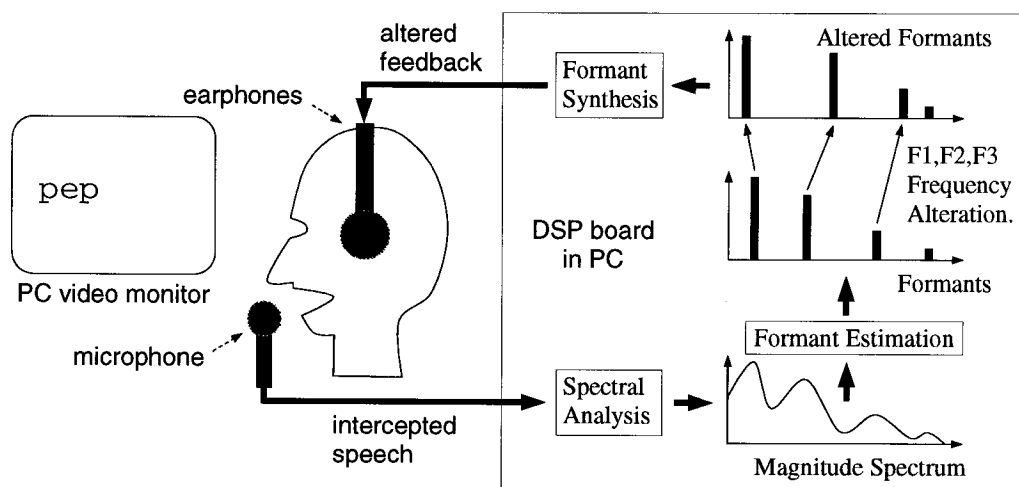 altered
feedback
earphones
pep
PC video monitor
microphone
intercepted
speech
Formant
Synthesis
Altered Formants
F1,F2,F3
Frequency
Alteration.
DSP board
in PC
Formants
Formant Estimation
Spectral
Analysis
Magnitude Spectrum